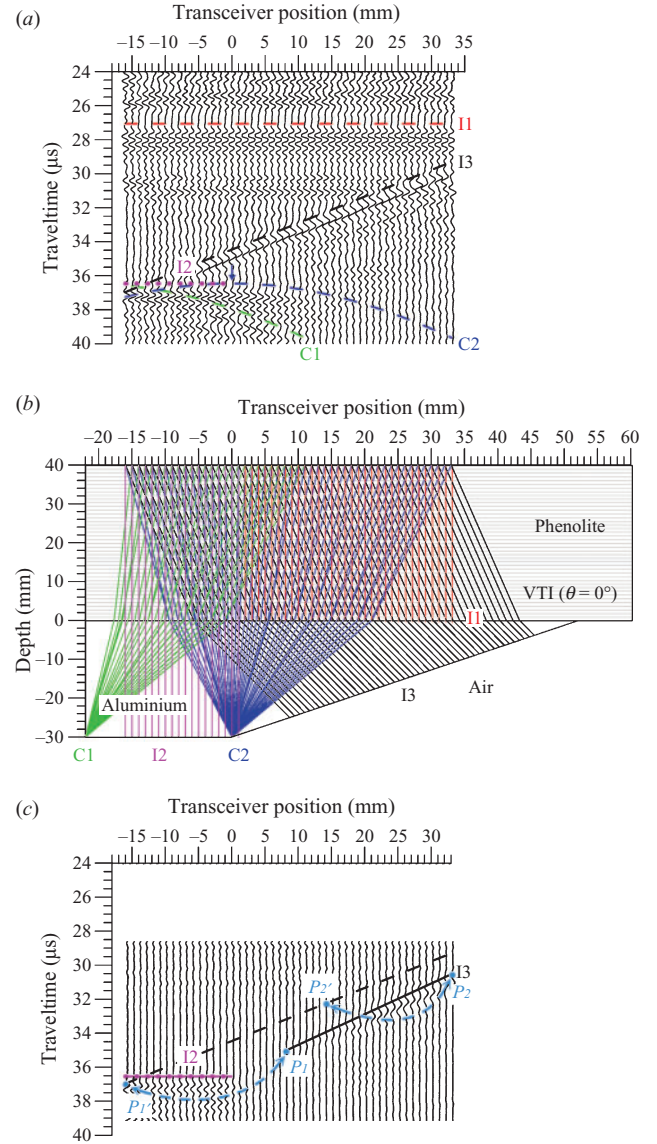 (a)
Transceiver position (mm)
−15 −10 −5 0 5 10 15 20 25 30 35
Traveltime (μs)
24
26
28
30
32
34
36
38
40
I1
I3
I2
C1
C2
(b)
Transceiver position (mm)
−20 −15 −10 −5 0 5 10 15 20 25 30 35 40 45 50 55 60
Depth (mm)
40
30
20
10
0
−10
−20
−30
Phenolite
VTI (θ = 0°)
I1
I3
Air
Aluminium
C1
I2
C2
(c)
Transceiver position (mm)
−15 −10 −5 0 5 10 15 20 25 30
Traveltime (μs)
24
26
28
30
32
34
36
38
40
I3
P2
P2′
I2
P1
P1′